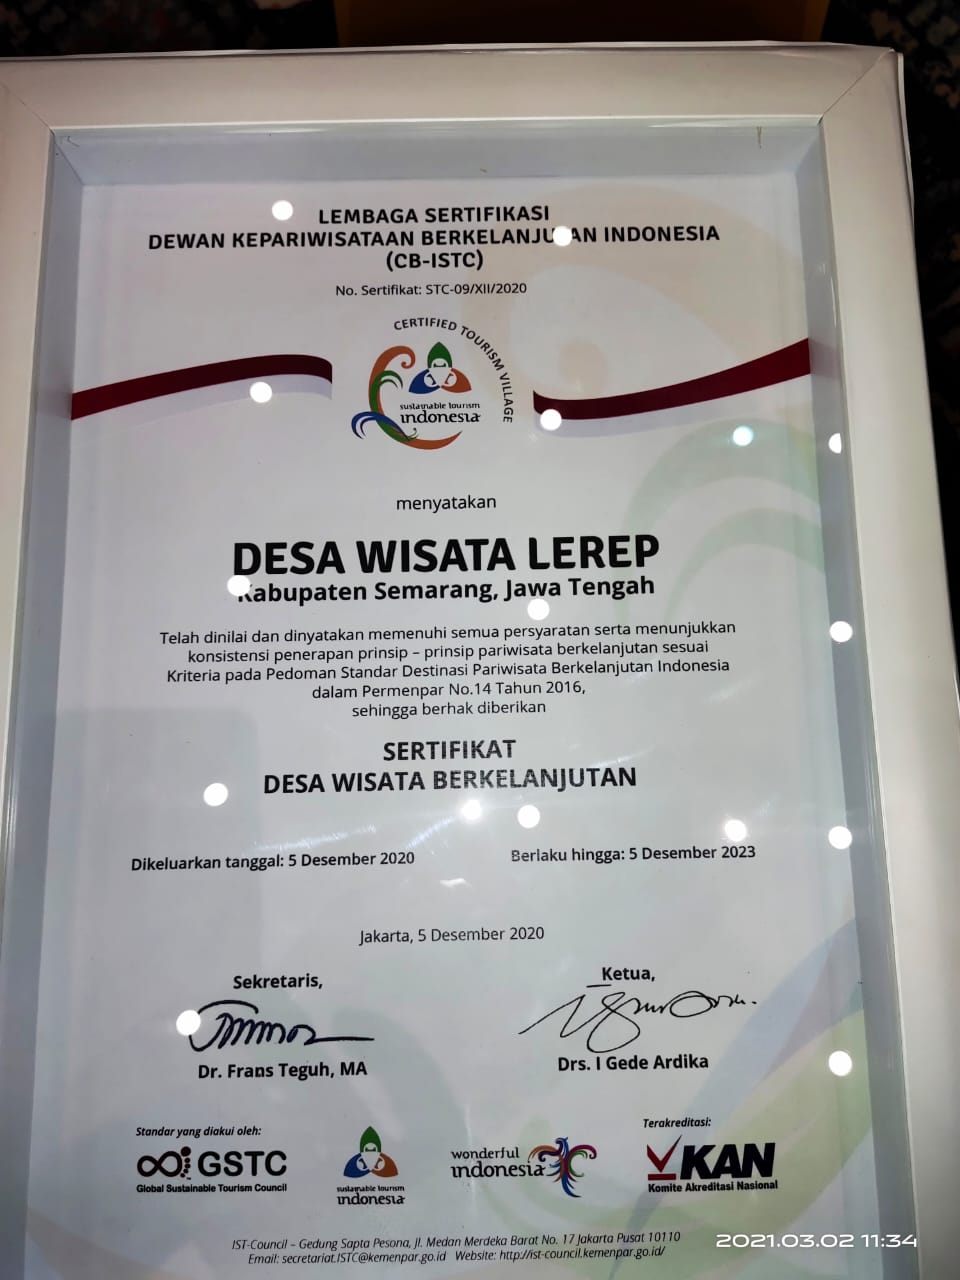 LEMBAGA SERTIFIKASI
DEWAN KEPARIWISATAAN BERKELANJUTAN INDONESIA
(CB-ISTC)
No. Sertifikat: STC-09/XII/2020
CERTIFIED TOURISM VILLAGE
sustainable tourism
indonesia
menyatakan
DESA WISATA LEREP
Kabupaten Semarang, Jawa Tengah
Telah dinilai dan dinyatakan memenuhi semua persyaratan serta menunjukkan
konsistensi penerapan prinsip – prinsip pariwisata berkelanjutan sesuai
Kriteria pada Pedoman Standar Destinasi Pariwisata Berkelanjutan Indonesia
dalam Permenpar No.14 Tahun 2016,
sehingga berhak diberikan
SERTIFIKAT
DESA WISATA BERKELANJUTAN
Dikeluarkan tanggal: 5 Desember 2020 Berlaku hingga: 5 Desember 2023
Jakarta, 5 Desember 2020
Sekretaris, Ketua,
Dr. Frans Teguh, MA Drs. I Gede Ardika
Standar yang diakui oleh: Terakreditasi:
GSTC
Global Sustainable Tourism Council
sustainable tourism
indonesia
wonderful
indonesia
KAN
Komite Akreditasi Nasional
IST-Council – Gedung Sapta Pesona, Jl. Medan Merdeka Barat No. 17 Jakarta Pusat 10110
Email: secretariat.ISTC@kemenpar.go.id Website: http://ist-council.kemenpar.go.id/
2021.03.02 11:34